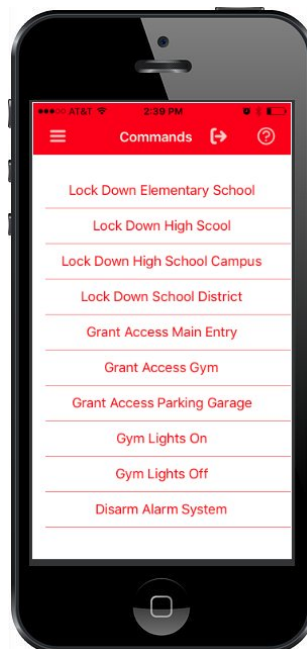 AT&T 2:39 PM
Commands
Lock Down Elementary School
Lock Down High Scool
Lock Down High School Campus
Lock Down School District
Grant Access Main Entry
Grant Access Gym
Grant Access Parking Garage
Gym Lights On
Gym Lights Off
Disarm Alarm System